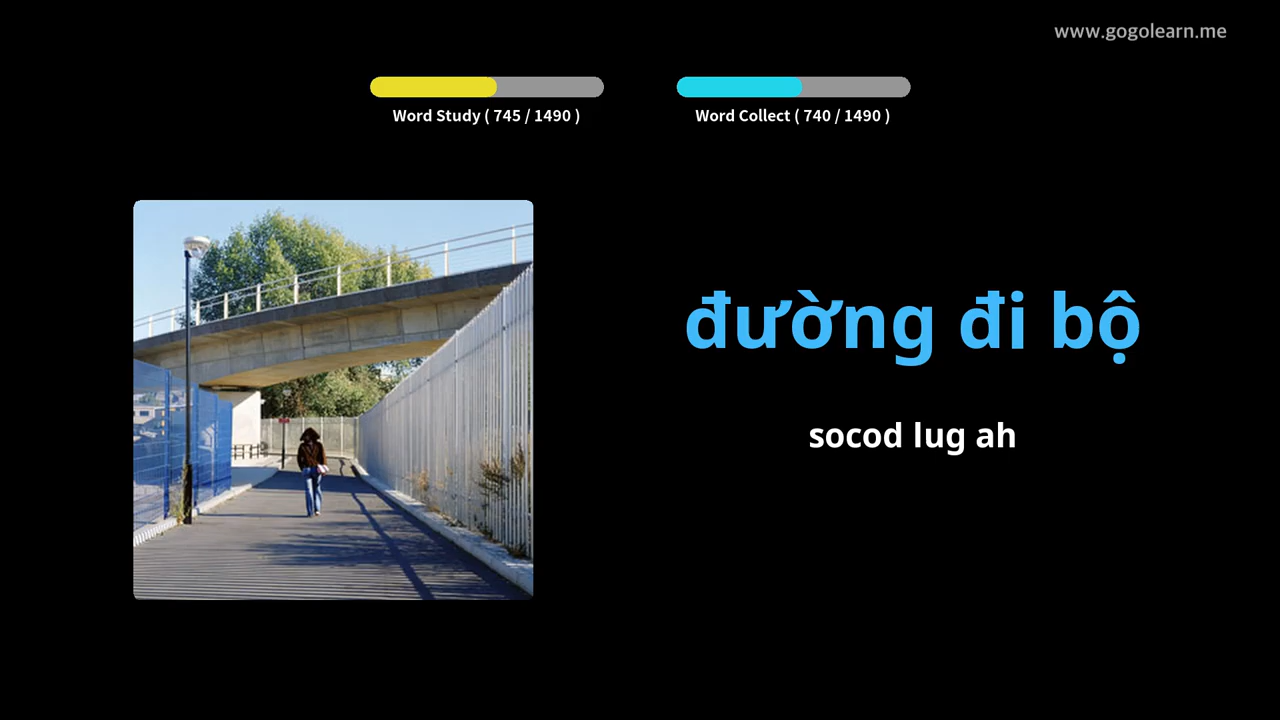 www.gogolearn.me
Word Study ( 745 / 1490 )
Word Collect ( 740 / 1490 )
đường đi bộ
socod lug ah